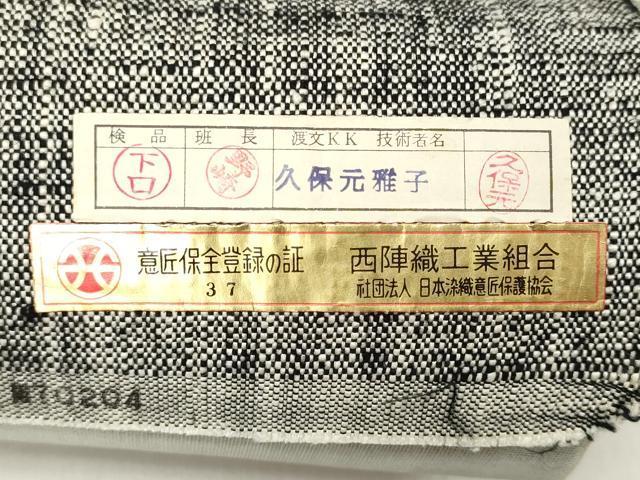 検品 班長 渡文KK 技術者名
下口 久保元雅子 久保元
意匠保全登録の証 西陣織工業組合
37 社団法人 日本染織意匠保護協会
10204